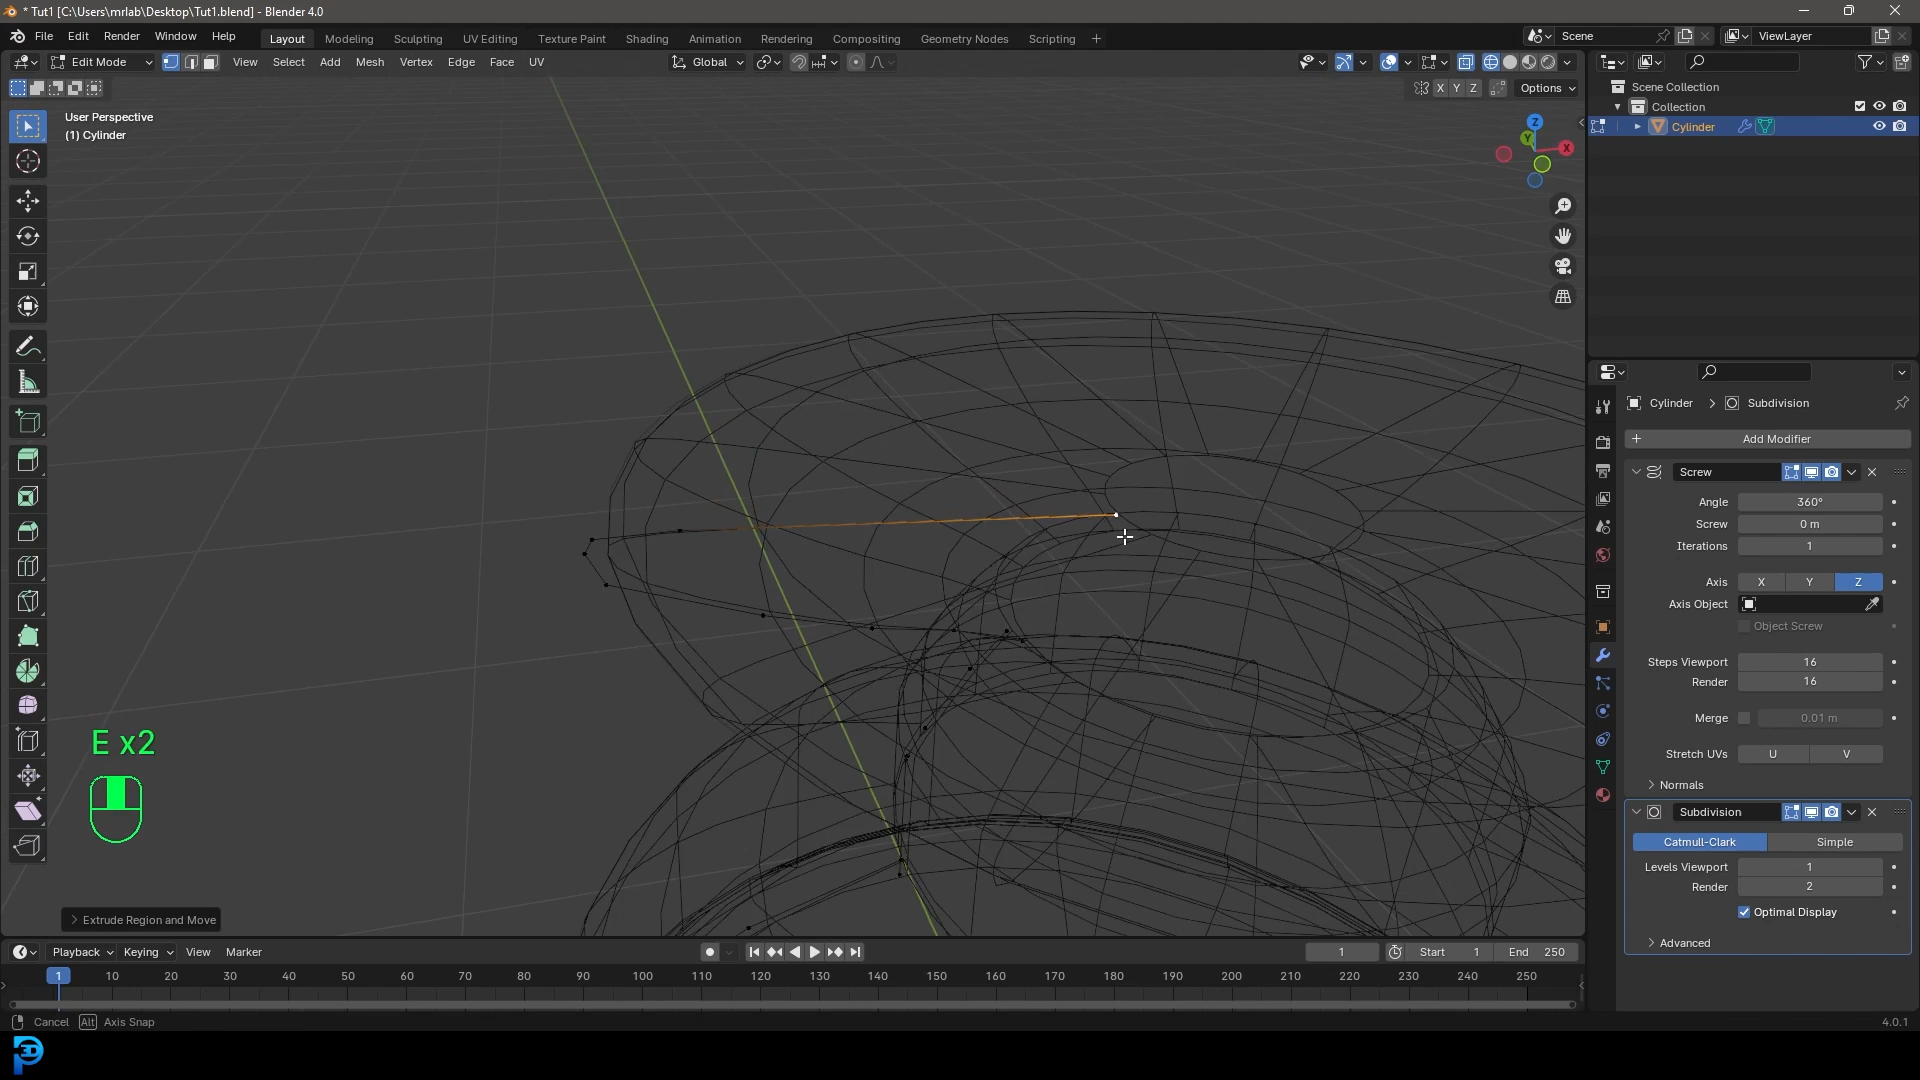 * Tut1 [C:\Users\mrlab\Desktop\Tut1.blend] - Blender 4.0
File Edit Render Window Help Layout Modeling Sculpting UV Editing Texture Paint Shading Animation Rendering Compositing Geometry Nodes Scripting + Scene ViewLayer
Edit Mode View Select Add Mesh Vertex Edge Face UV Global
X Y Z Options
User Perspective
(1) Cylinder
Z
Y
X
Scene Collection
Collection
Cylinder
Cylinder > Subdivision
+ Add Modifier
Screw
Angle 360°
Screw 0 m
Iterations 1
Axis X Y Z
Axis Object
Object Screw
Steps Viewport 16
Render 16
Merge 0.01 m
Stretch UVs U V
Normals
Subdivision
Catmull-Clark Simple
Levels Viewport 1
Render 2
Optimal Display
Advanced
E x2
Extrude Region and Move
Playback Keying View Marker 1 Start 1 End 250
1 10 20 30 40 50 60 70 80 90 100 110 120 130 140 150 160 170 180 190 200 210 220 230 240 250
Cancel Alt Axis Snap 4.0.1